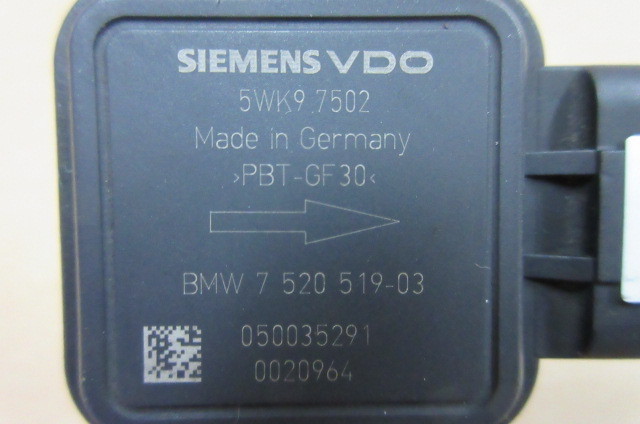 SIEMENS VDO
5WK9 7502
Made in Germany
>PBT-GF30<
BMW 7 520 519-03
050035291
0020964